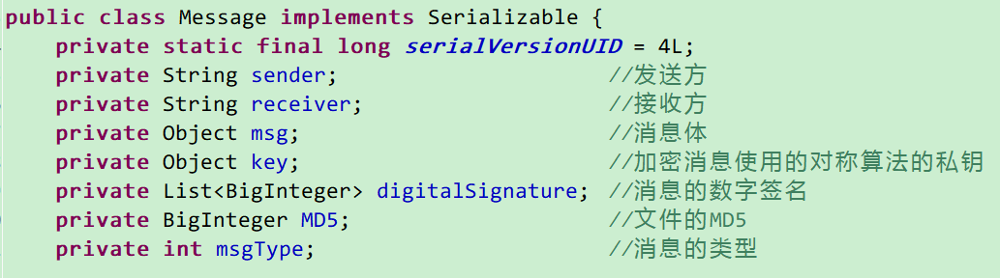 public class Message implements Serializable {
private static final long serialVersionUID = 4L;
private String sender; //发送方
private String receiver; //接收方
private Object msg; //消息体
private Object key; //加密消息使用的对称算法的私钥
private List<BigInteger> digitalSignature; //消息的数字签名
private BigInteger MD5; //文件的MD5
private int msgType; //消息的类型